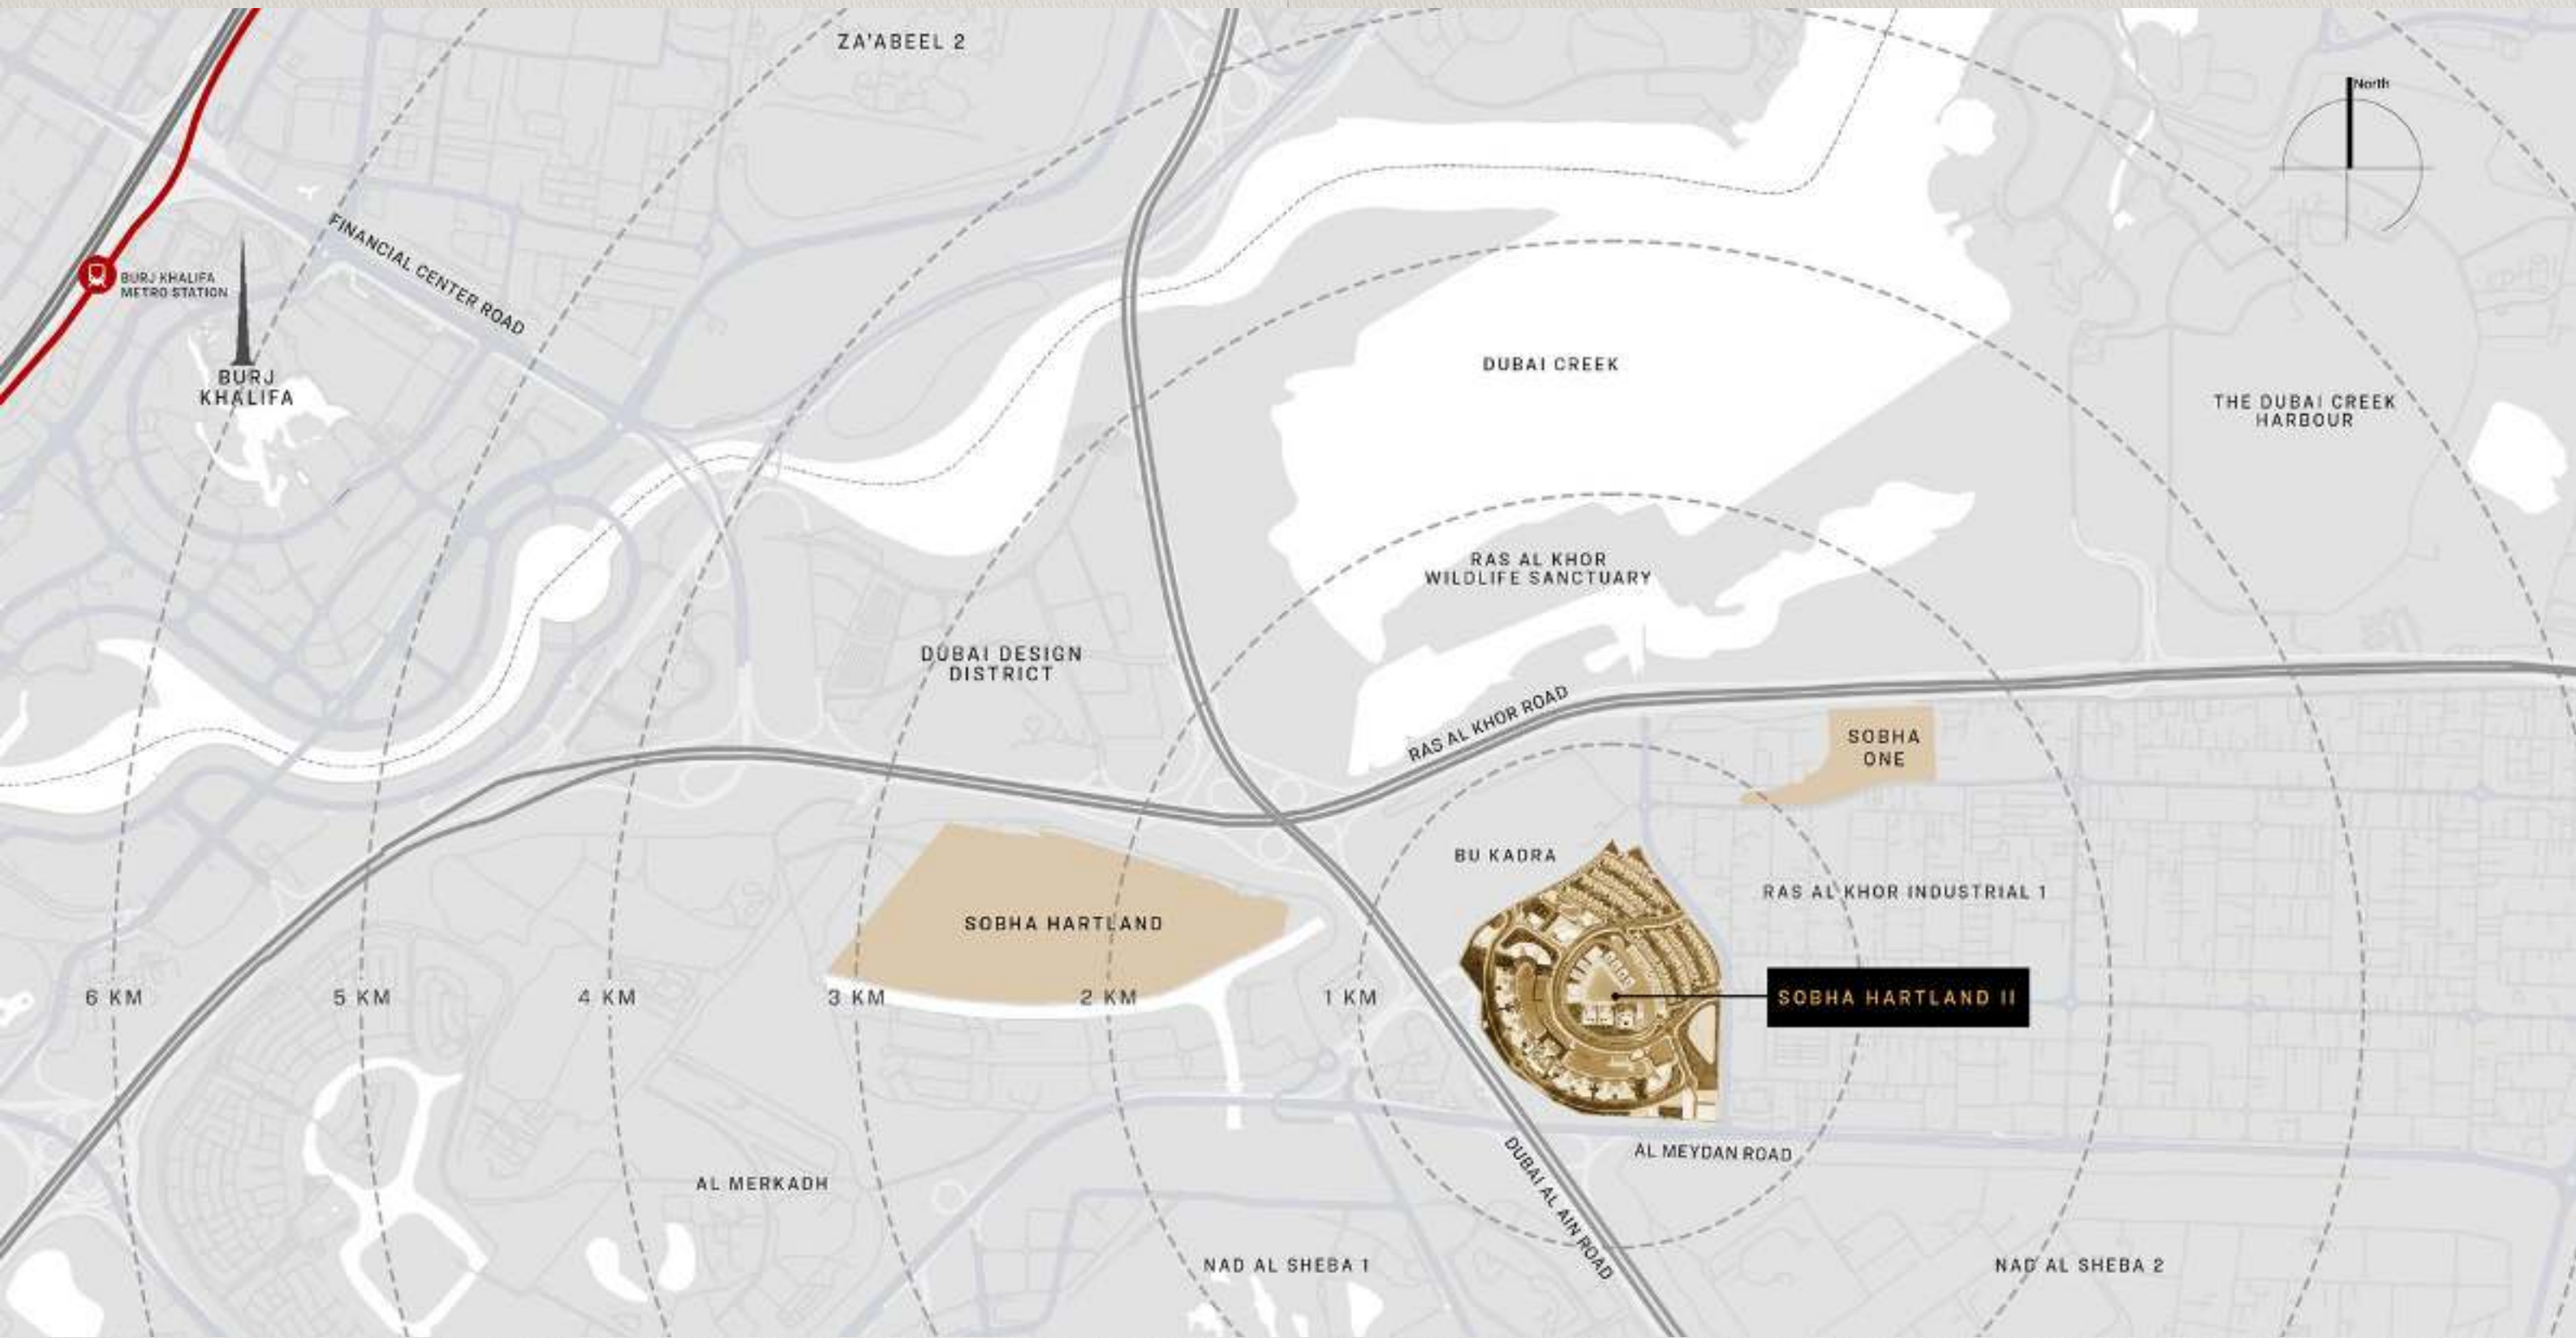 ZA'ABEEL 2
North
FINANCIAL CENTER ROAD
BURJ KHALIFA
METRO STATION
BURJ
KHALIFA
DUBAI CREEK
THE DUBAI CREEK
HARBOUR
RAS AL KHOR
WILDLIFE SANCTUARY
DUBAI DESIGN
DISTRICT
RAS AL KHOR ROAD
SOBHA
ONE
BU KADRA
RAS AL KHOR INDUSTRIAL 1
SOBHA HARTLAND
6 KM
5 KM
4 KM
3 KM
2 KM
1 KM
SOBHA HARTLAND II
AL MEYDAN ROAD
DUBAI AL AIN ROAD
AL MERKADH
NAD AL SHEBA 1
NAD AL SHEBA 2